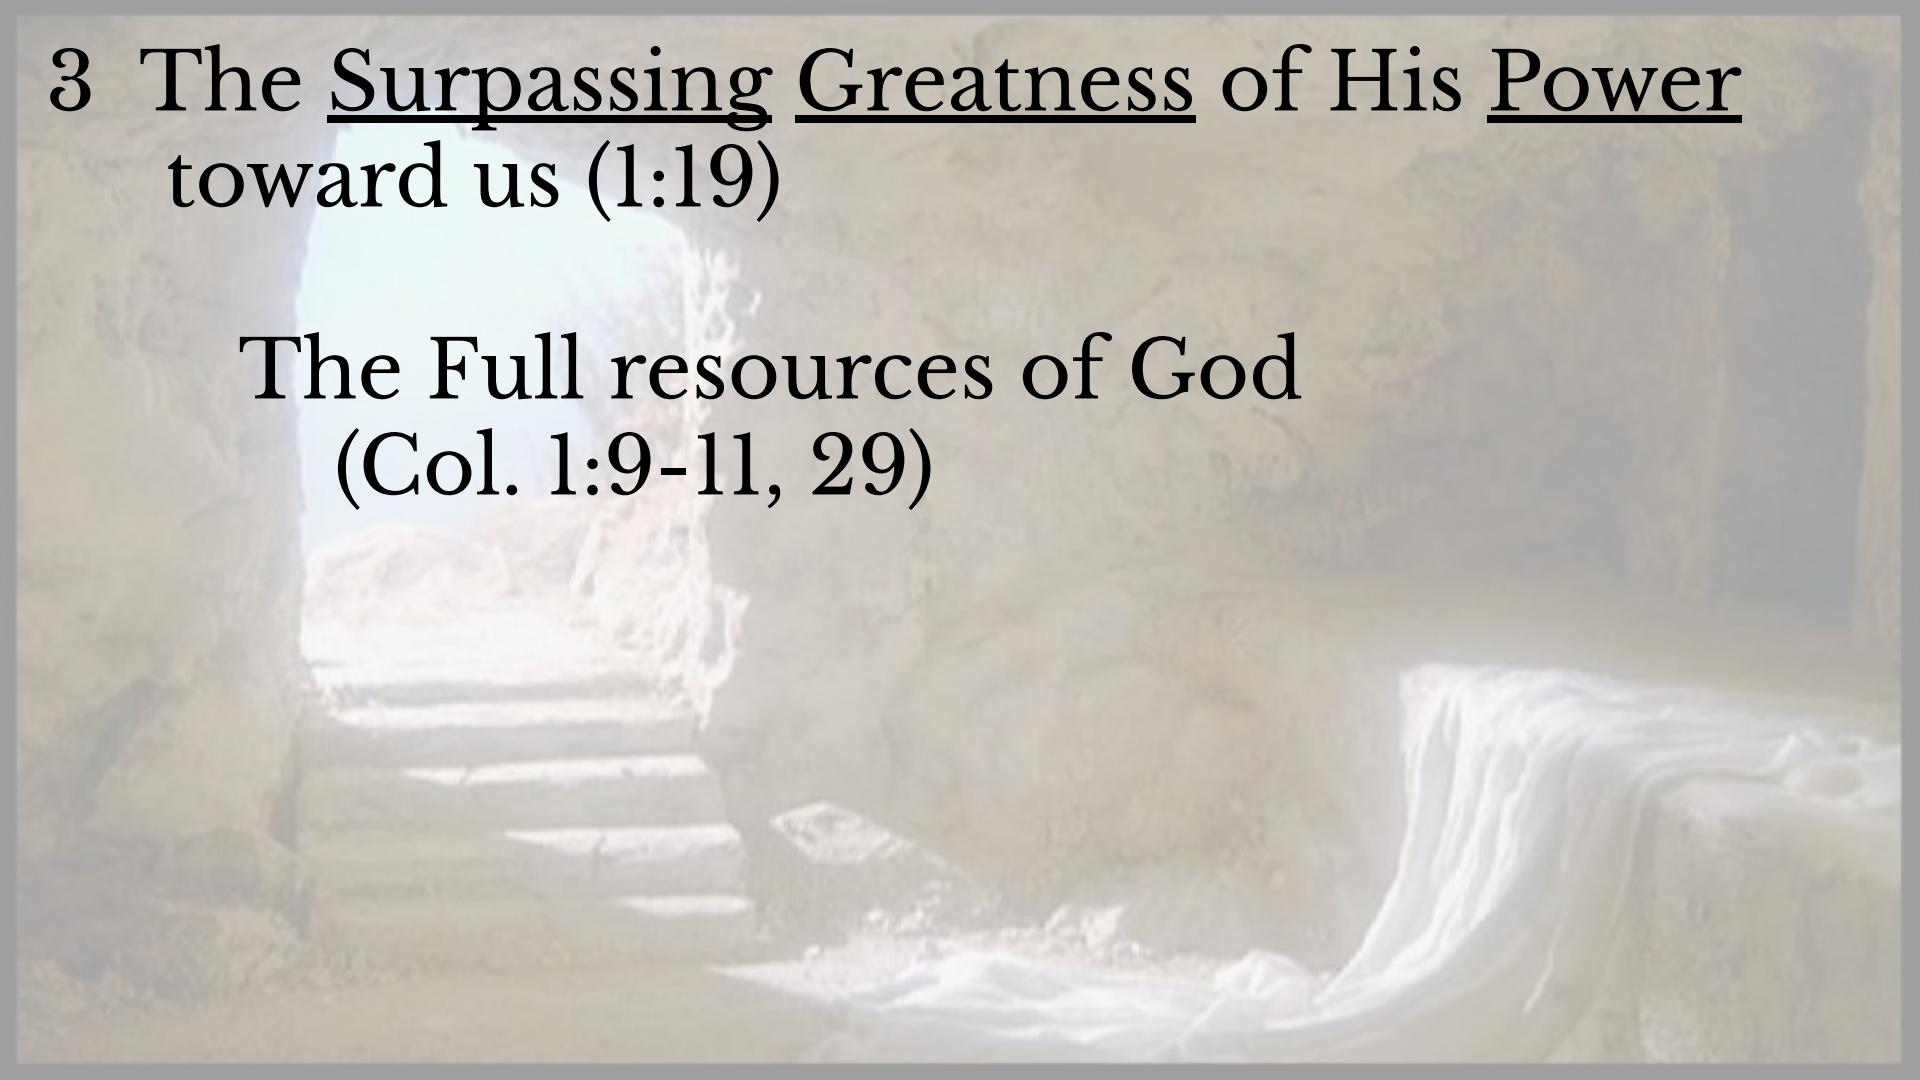 3 The Surpassing Greatness of His Power
toward us (1:19)
The Full resources of God
(Col. 1:9-11, 29)